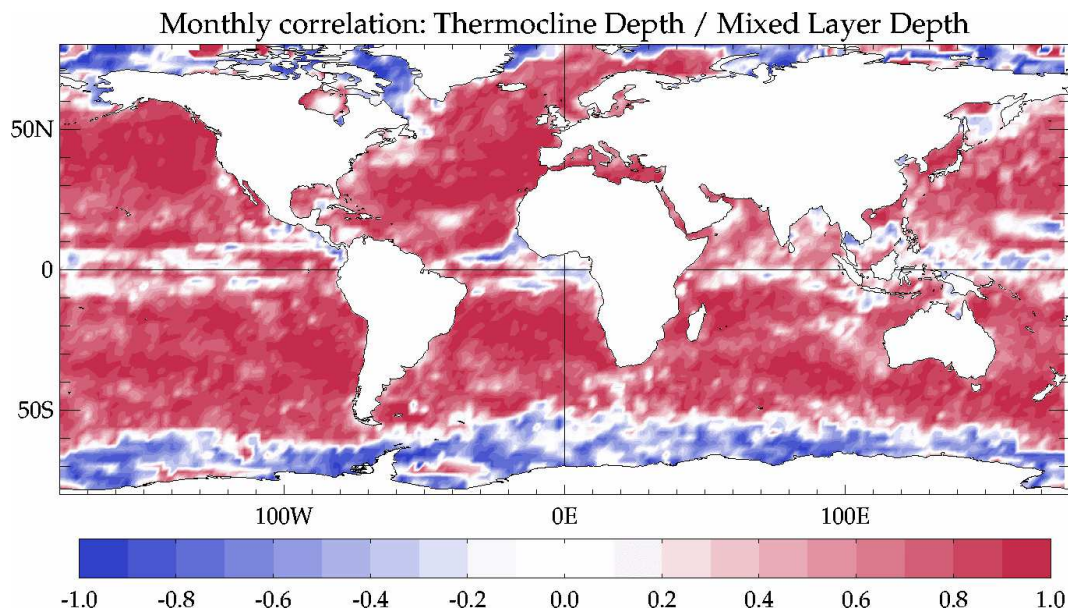 Monthly correlation: Thermocline Depth / Mixed Layer Depth
50N
0
50S
100W 0E 100E
-1.0 -0.8 -0.6 -0.4 -0.2 0.0 0.2 0.4 0.6 0.8 1.0